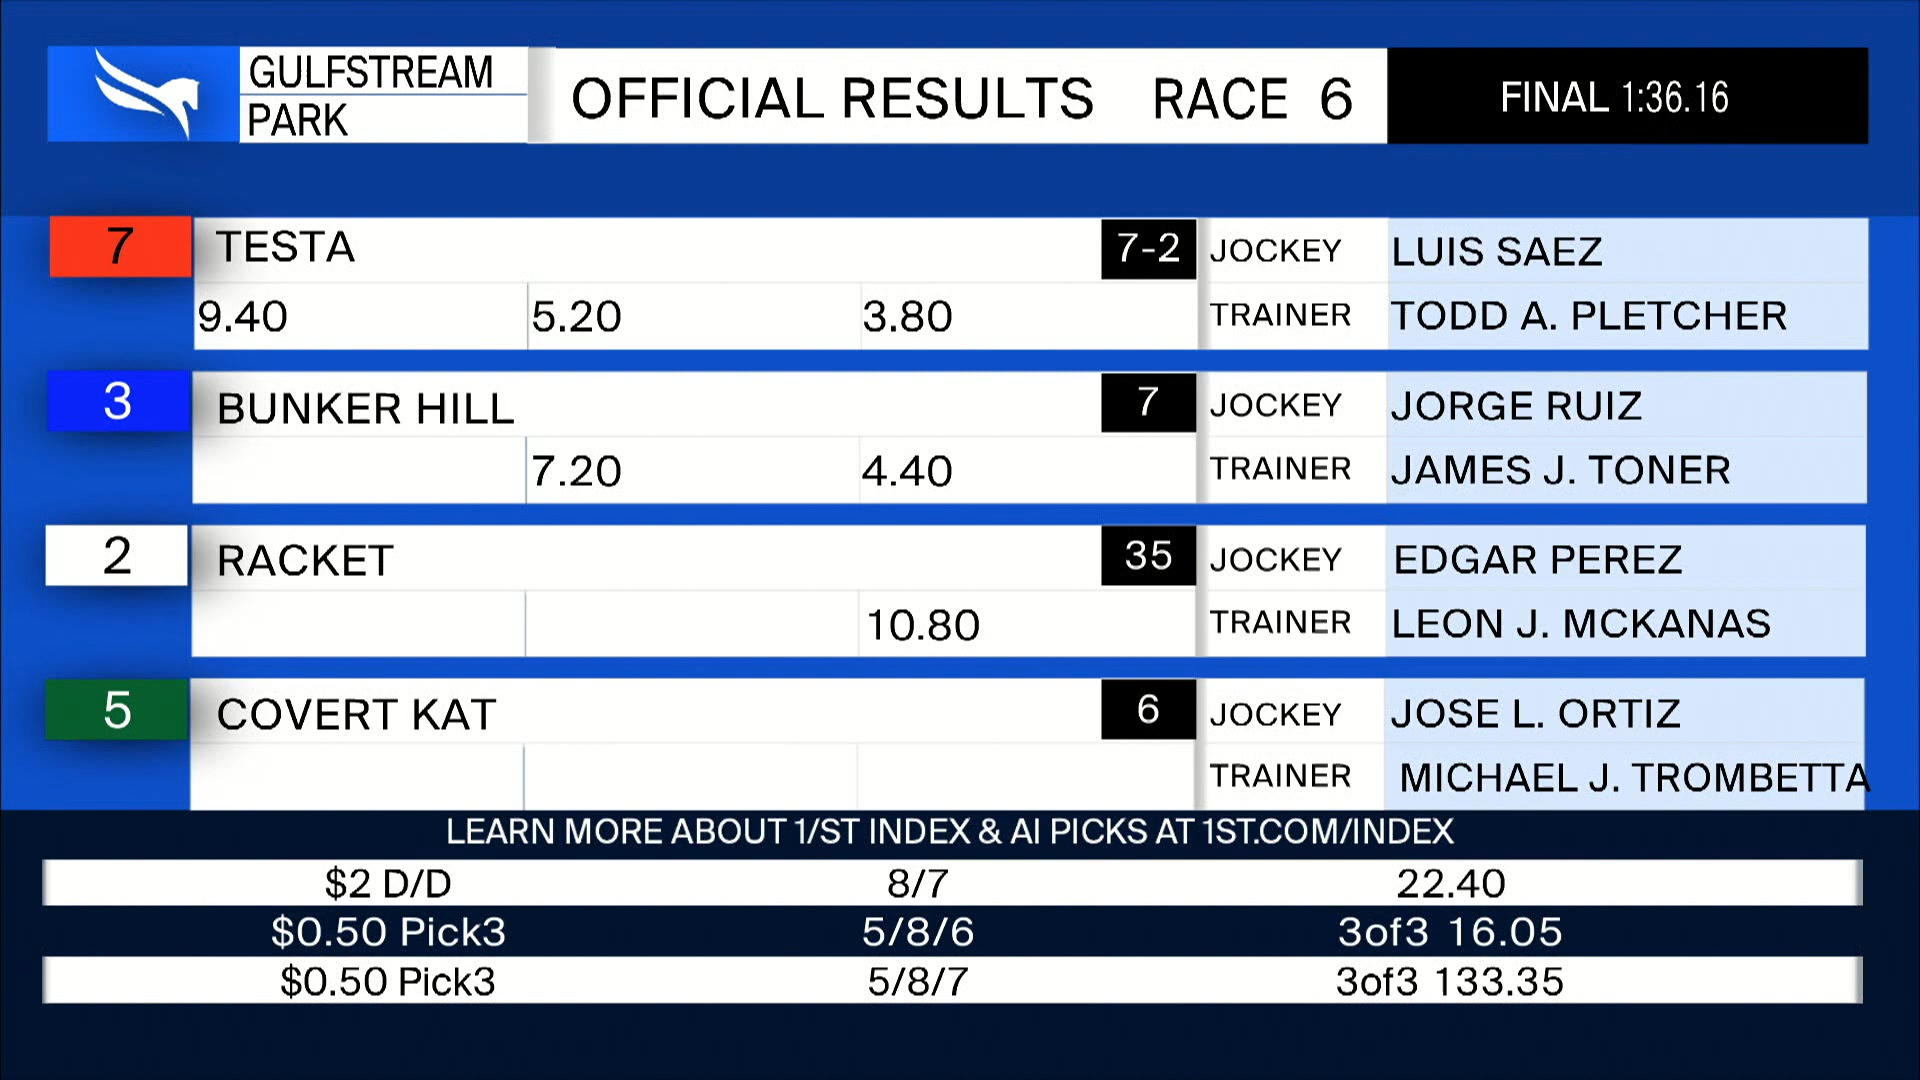 GULFSTREAM
PARK
OFFICIAL RESULTS RACE 6
FINAL 1:36.16
7 TESTA 7-2 JOCKEY LUIS SAEZ
9.40 5.20 3.80 TRAINER TODD A. PLETCHER
3 BUNKER HILL 7 JOCKEY JORGE RUIZ
7.20 4.40 TRAINER JAMES J. TONER
2 RACKET 35 JOCKEY EDGAR PEREZ
10.80 TRAINER LEON J. MCKANAS
5 COVERT KAT 6 JOCKEY JOSE L. ORTIZ
TRAINER MICHAEL J. TROMBETTA
LEARN MORE ABOUT 1/ST INDEX & AI PICKS AT 1ST.COM/INDEX
$2 D/D 8/7 22.40
$0.50 Pick3 5/8/6 3of3 16.05
$0.50 Pick3 5/8/7 3of3 133.35